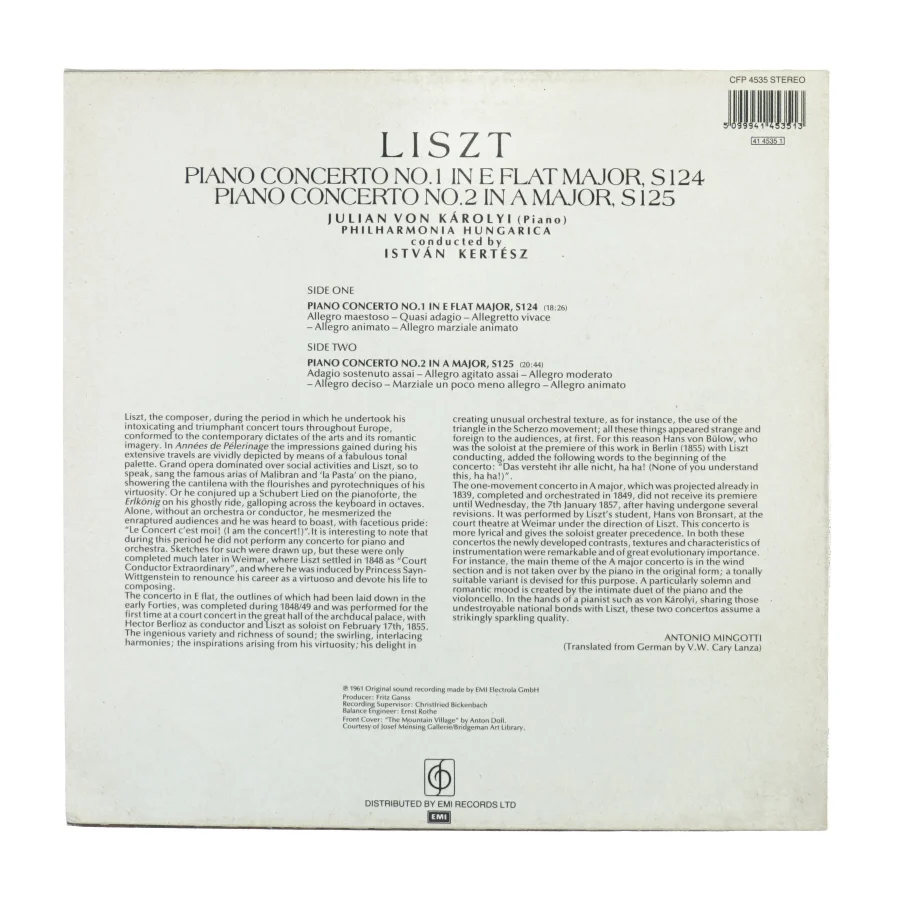 CFP 4535 STEREO
5 099941 453513
41 4535 1
LISZT
PIANO CONCERTO NO.1 IN E FLAT MAJOR, S124
PIANO CONCERTO NO.2 IN A MAJOR, S125
JULIAN VON KÁROLYI (Piano)
PHILHARMONIA HUNGARICA
conducted by
ISTVÁN KERTÉSZ
SIDE ONE
PIANO CONCERTO NO.1 IN E FLAT MAJOR, S124 (18:26)
Allegro maestoso – Quasi adagio – Allegretto vivace
– Allegro animato – Allegro marziale animato
SIDE TWO
PIANO CONCERTO NO.2 IN A MAJOR, S125 (20:44)
Adagio sostenuto assai – Allegro agitato assai – Allegro moderato
– Allegro deciso – Marziale un poco meno allegro – Allegro animato
Liszt, the composer, during the period in which he undertook his
intoxicating and triumphant concert tours throughout Europe,
conformed to the contemporary dictates of the arts and its romantic
imagery. In Années de Pélerinage the impressions gained during his
extensive travels are vividly depicted by means of a fabulous tonal
palette. Grand opera dominated over social activities and Liszt, so to
speak, sang the famous arias of Malibran and 'la Pasta' on the piano,
showering the cantilena with the flourishes and pyrotechniques of his
virtuosity. Or he conjured up a Schubert Lied on the pianoforte, the
Erlkönig on his ghostly ride, galloping across the keyboard in octaves.
Alone, without an orchestra or conductor, he mesmerized the
enraptured audiences and he was heard to boast, with facetious pride:
"Le Concert c'est moi! (I am the concert!)". It is interesting to note that
during this period he did not perform any concerto for piano and
orchestra. Sketches for such were drawn up, but these were only
completed much later in Weimar, where Liszt settled in 1848 as "Court
Conductor Extraordinary", and where he was induced by Princess Sayn-
Wittgenstein to renounce his career as a virtuoso and devote his life to
composing.
The concerto in E flat, the outlines of which had been laid down in the
early Forties, was completed during 1848/49 and was performed for the
first time at a court concert in the great hall of the archducal palace, with
Hector Berlioz as conductor and Liszt as soloist on February 17th, 1855.
The ingenious variety and richness of sound; the swirling, interlacing
harmonies; the inspirations arising from his virtuosity; his delight in
creating unusual orchestral texture, as for instance, the use of the
triangle in the Scherzo movement; all these things appeared strange and
foreign to the audiences, at first. For this reason Hans von Bülow, who
was the soloist at the premiere of this work in Berlin (1855) with Liszt
conducting, added the following words to the beginning of the
concerto: "Das versteht ihr alle nicht, ha ha! (None of you understand
this, ha ha!)".
The one-movement concerto in A major, which was projected already in
1839, completed and orchestrated in 1849, did not receive its premiere
until Wednesday, the 7th January 1857, after having undergone several
revisions. It was performed by Liszt's student, Hans von Bronsart, at the
court theatre at Weimar under the direction of Liszt. This concerto is
more lyrical and gives the soloist greater precedence. In both these
concertos the newly developed contrasts, textures and characteristics of
instrumentation were remarkable and of great evolutionary importance.
For instance, the main theme of the A major concerto is in the wind
section and is not taken over by the piano in the original form; a tonally
suitable variant is devised for this purpose. A particularly solemn and
romantic mood is created by the intimate duet of the piano and the
violoncello. In the hands of a pianist such as von Károlyi, sharing those
undestroyable national bonds with Liszt, these two concertos assume a
strikingly sparkling quality.
ANTONIO MINGOTTI
(Translated from German by V.W. Cary Lanza)
℗ 1961 Original sound recording made by EMI Electrola GmbH
Producer: Fritz Ganss
Recording Supervisor: Christfried Bickenbach
Balance Engineer: Ernst Rothe
Front Cover: "The Mountain Village" by Anton Doll,
Courtesy of Josef Mensing Gallerie/Bridgeman Art Library.
DISTRIBUTED BY EMI RECORDS LTD
EMI